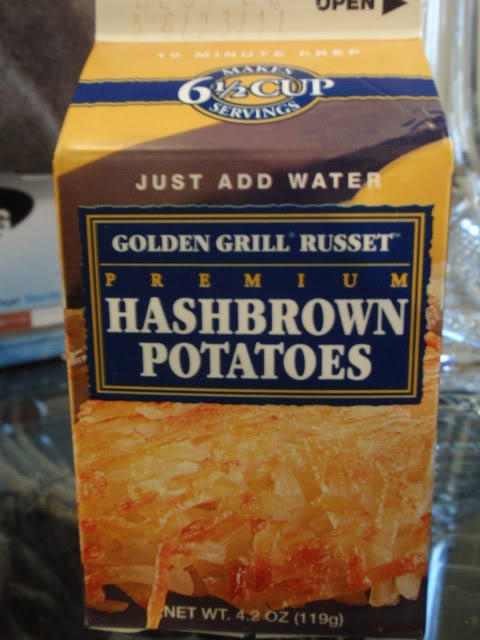 OPEN
10 MINUTE PREP
MAKES
6 1/2 CUP
SERVINGS
JUST ADD WATER
GOLDEN GRILL® RUSSET™
PREMIUM
HASHBROWN
POTATOES
NET WT. 4.2 OZ (119g)